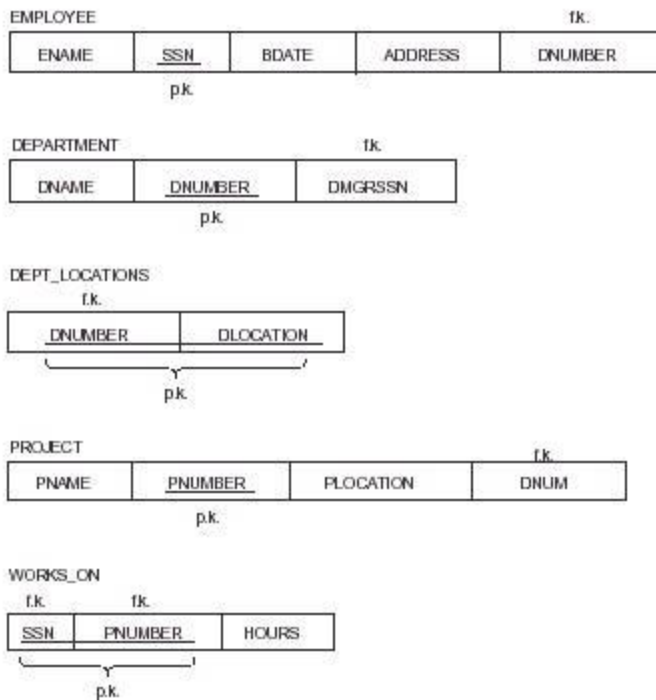 EMPLOYEE f.k.
ENAME SSN BDATE ADDRESS DNUMBER
p.k.
DEPARTMENT f.k.
DNAME DNUMBER DMGRSSN
p.k.
DEPT_LOCATIONS
f.k.
DNUMBER DLOCATION
p.k.
PROJECT
f.k.
PNAME PNUMBER PLOCATION DNUM
p.k.
WORKS_ON
f.k. f.k.
SSN PNUMBER HOURS
p.k.